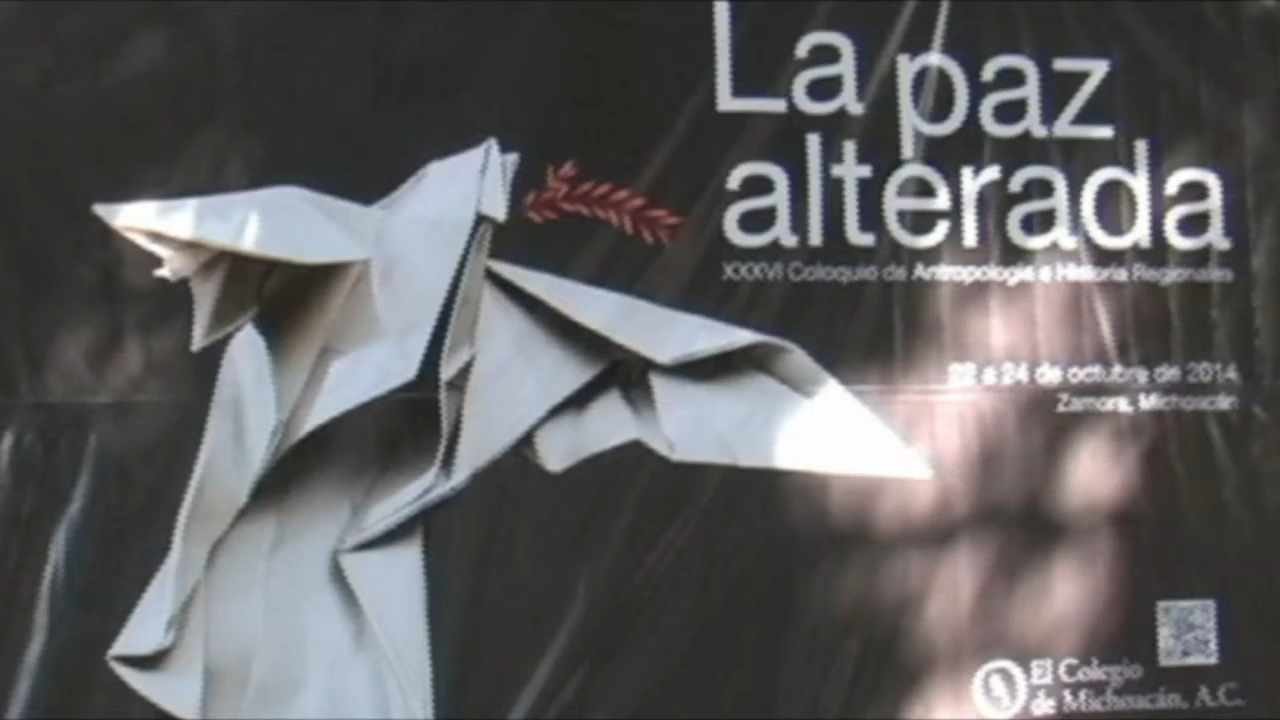 La paz
alterada
XXXVI Coloquio de Antropología e Historia Regionales
22 a 24 de octubre de 2014
Zamora, Michoacán
El Colegio
de Michoacán, A.C.